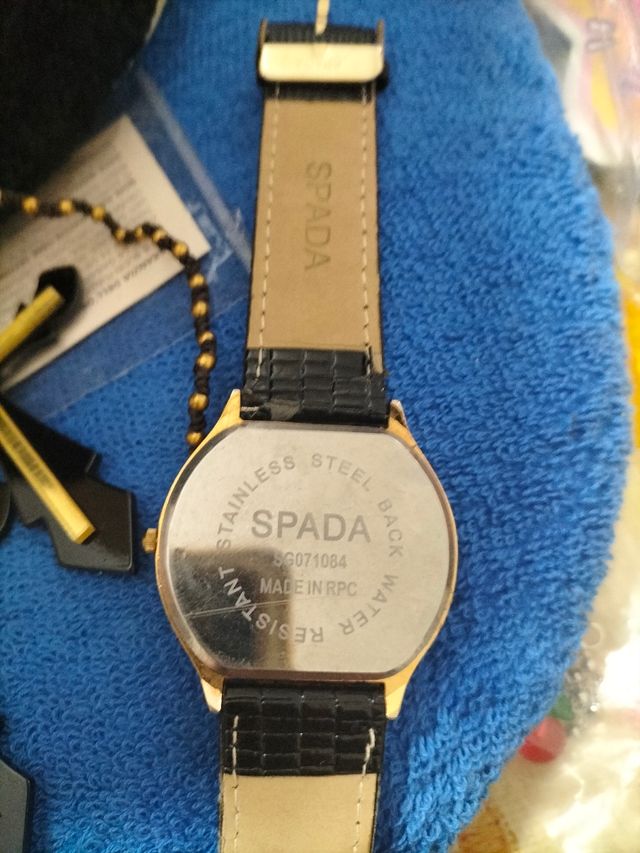 SPADA
STAINLESS STEEL BACK WATER RESISTANT
SPADA
SG071084
MADE IN RPC